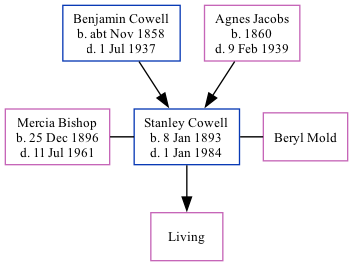 Benjamin Cowell
b. abt Nov 1858
d. 1 Jul 1937
Agnes Jacobs
b. 1860
d. 9 Feb 1939
Mercia Bishop
b. 25 Dec 1896
d. 11 Jul 1961
Stanley Cowell
b. 8 Jan 1893
d. 1 Jan 1984
Beryl Mold
Living